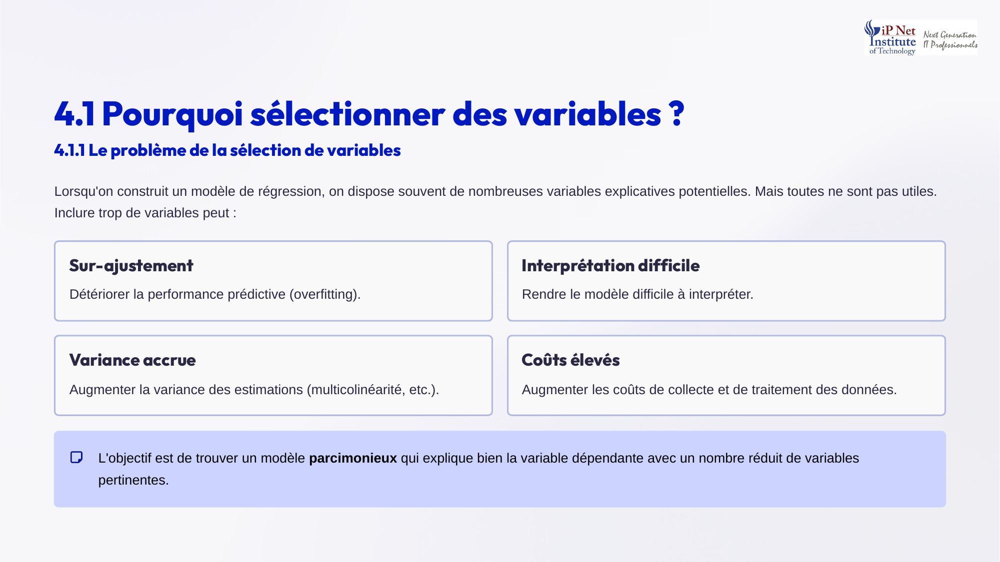 iP Net
Institute
of Technology
Next Generation
IT Professionnels
4.1 Pourquoi sélectionner des variables ?
4.1.1 Le problème de la sélection de variables
Lorsqu'on construit un modèle de régression, on dispose souvent de nombreuses variables explicatives potentielles. Mais toutes ne sont pas utiles.
Inclure trop de variables peut :
Sur-ajustement
Détériorer la performance prédictive (overfitting).
Interprétation difficile
Rendre le modèle difficile à interpréter.
Variance accrue
Augmenter la variance des estimations (multicolinéarité, etc.).
Coûts élevés
Augmenter les coûts de collecte et de traitement des données.
L'objectif est de trouver un modèle parcimonieux qui explique bien la variable dépendante avec un nombre réduit de variables
pertinentes.